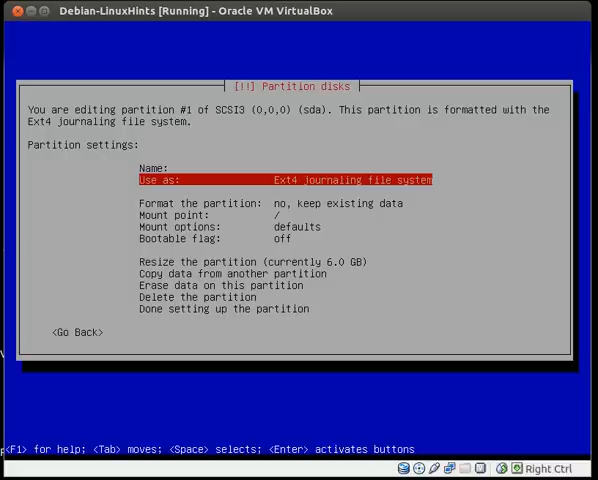 Debian-LinuxHints [Running] - Oracle VM VirtualBox
[!!] Partition disks
You are editing partition #1 of SCSI3 (0,0,0) (sda). This partition is formatted with the
Ext4 journaling file system.
Partition settings:
Name:
Use as: Ext4 journaling file system
Format the partition: no, keep existing data
Mount point: /
Mount options: defaults
Bootable flag: off
Resize the partition (currently 6.0 GB)
Copy data from another partition
Erase data on this partition
Delete the partition
Done setting up the partition
<Go Back>
<F1> for help; <Tab> moves; <Space> selects; <Enter> activates buttons
Right Ctrl